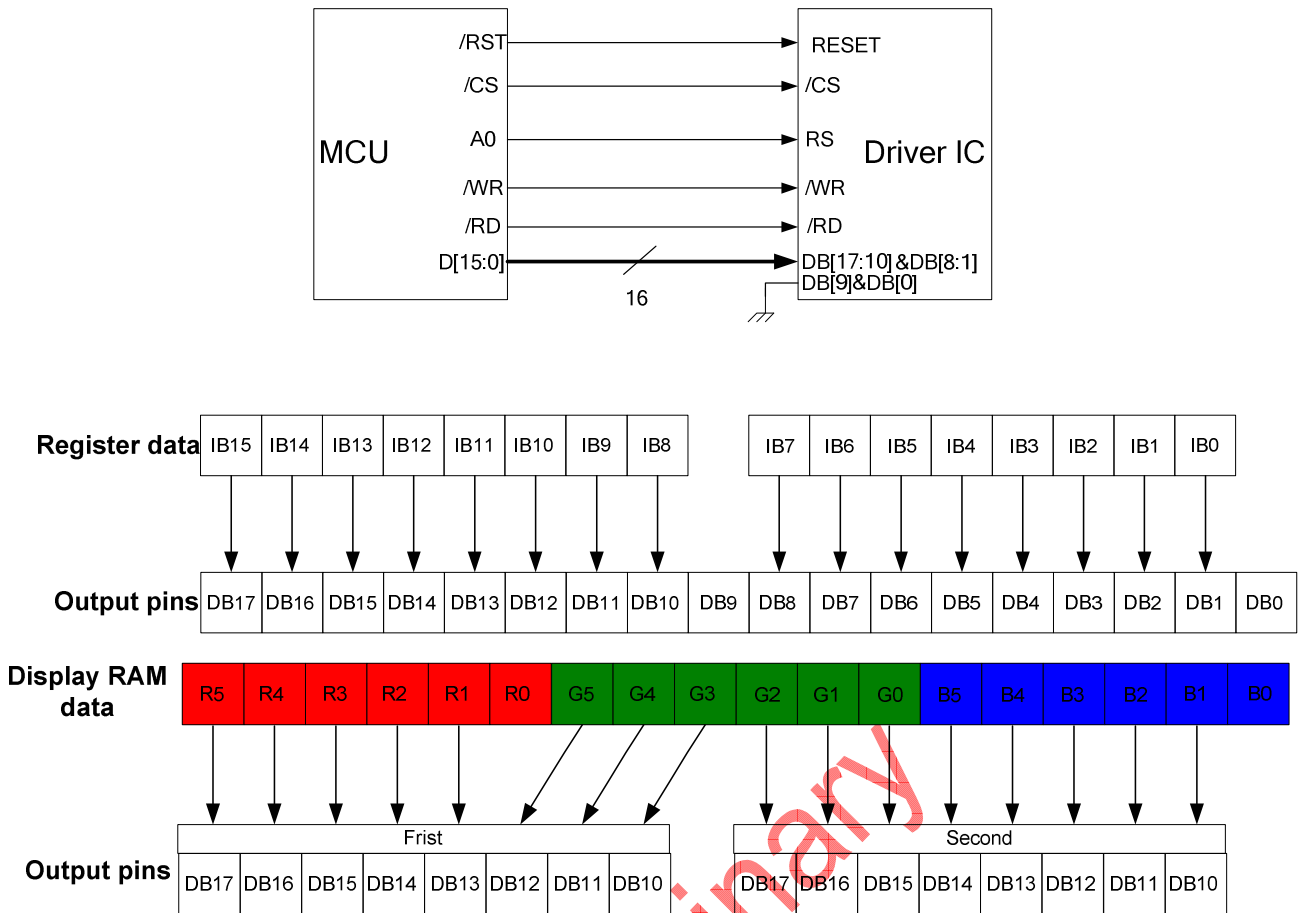 /RST RESET
/CS /CS
A0 RS
MCU Driver IC
/WR /WR
/RD /RD
D[15:0] DB[17:10]&DB[8:1]
DB[9]&DB[0]
16
Register data IB15 IB14 IB13 IB12 IB11 IB10 IB9 IB8 IB7 IB6 IB5 IB4 IB3 IB2 IB1 IB0
Output pins DB17 DB16 DB15 DB14 DB13 DB12 DB11 DB10 DB9 DB8 DB7 DB6 DB5 DB4 DB3 DB2 DB1 DB0
Display RAM
data
R5 R4 R3 R2 R1 R0 G5 G4 G3 G2 G1 G0 B5 B4 B3 B2 B1 B0
Frist Second
Output pins DB17 DB16 DB15 DB14 DB13 DB12 DB11 DB10 DB17 DB16 DB15 DB14 DB13 DB12 DB11 DB10
inary